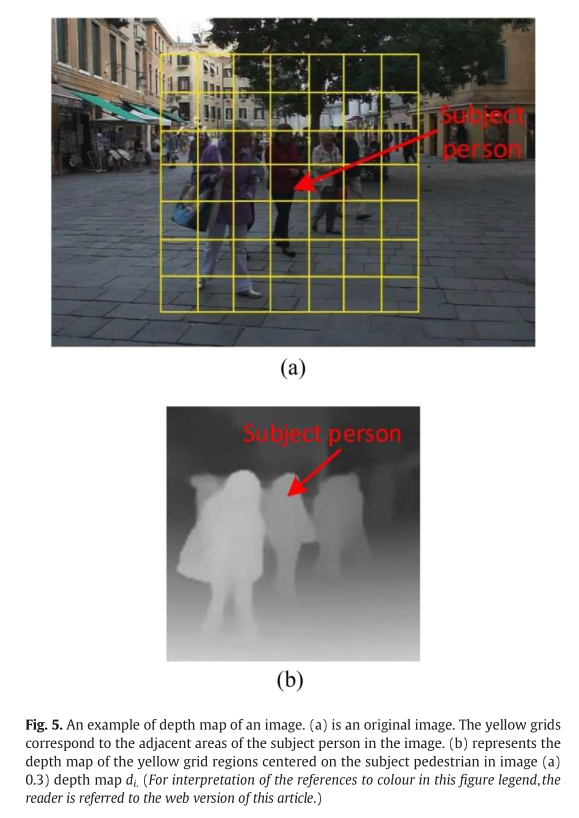 Subject
person
(a)
Subject person
(b)
Fig. 5. An example of depth map of an image. (a) is an original image. The yellow grids
correspond to the adjacent areas of the subject person in the image. (b) represents the
depth map of the yellow grid regions centered on the subject pedestrian in image (a)
0.3) depth map di. (For interpretation of the references to colour in this figure legend,the
reader is referred to the web version of this article.)